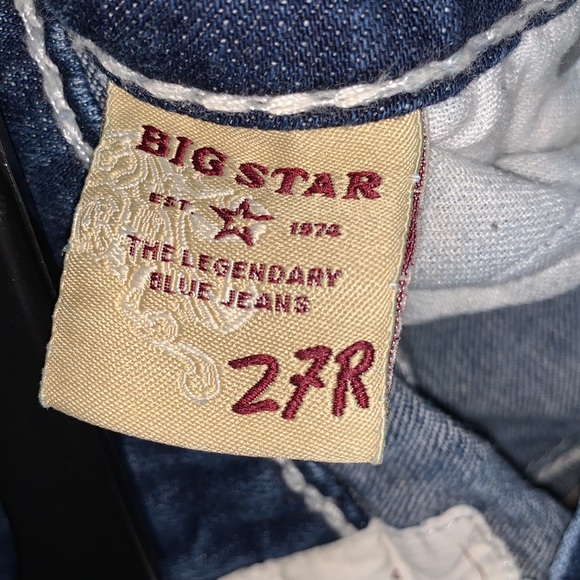 BIG STAR
EST. 1974
THE LEGENDARY
BLUE JEANS
27R